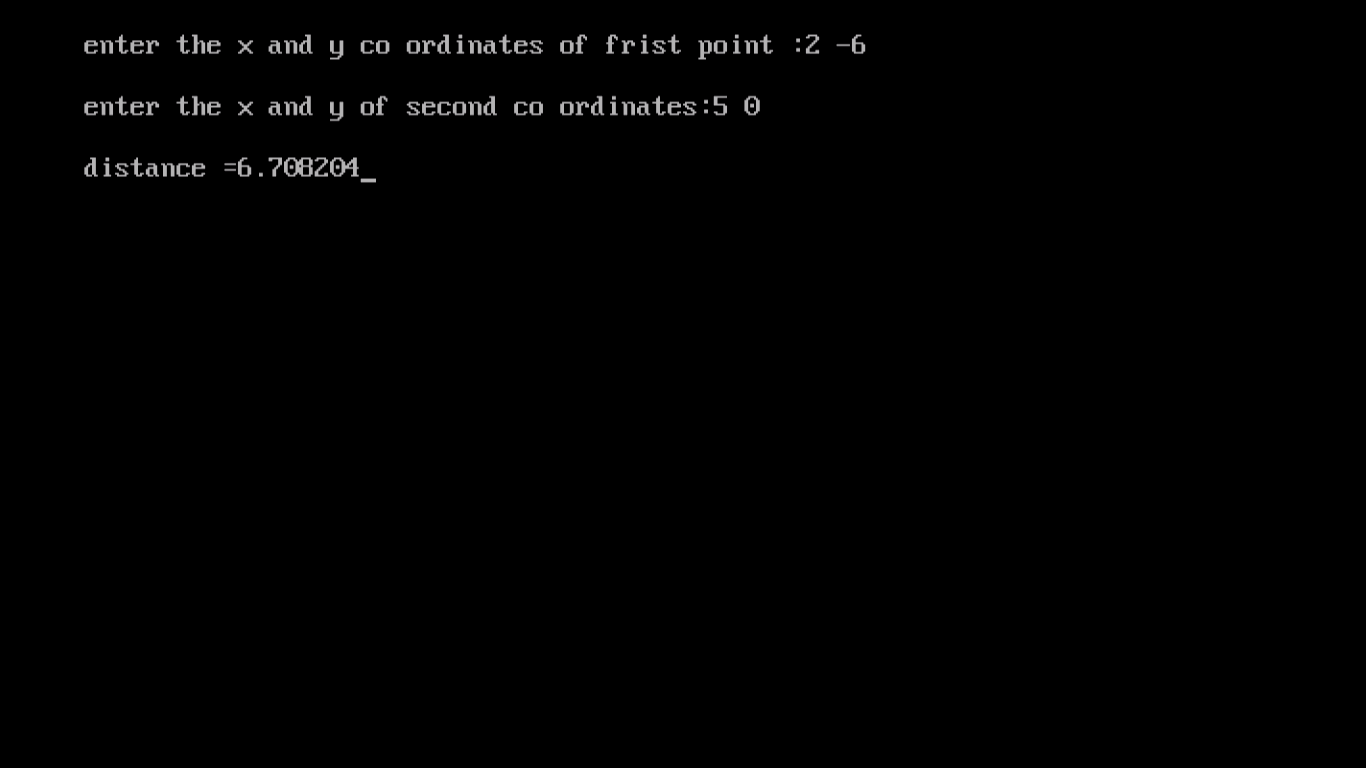 enter the x and y co ordinates of frist point :2 -6
enter the x and y of second co ordinates:5 0
distance =6.708204_